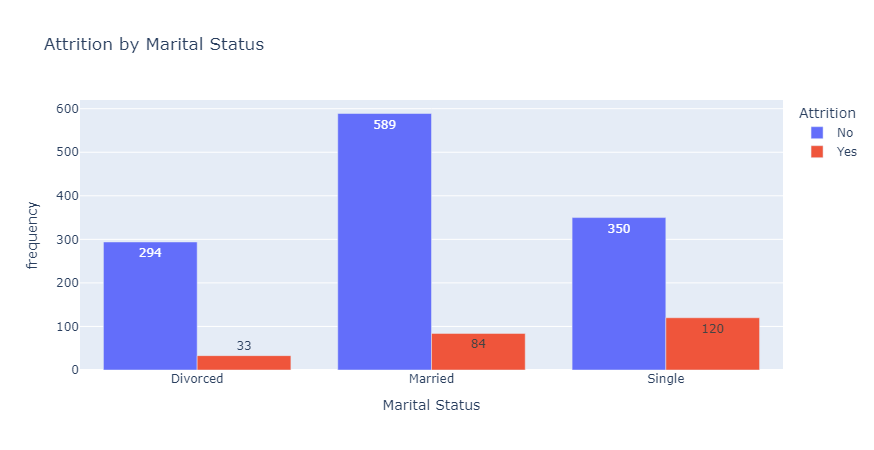 Attrition by Marital Status
Attrition
No
Yes
600
500
400
300
200
100
0
frequency
589
350
294
120
84
33
Divorced
Married
Single
Marital Status